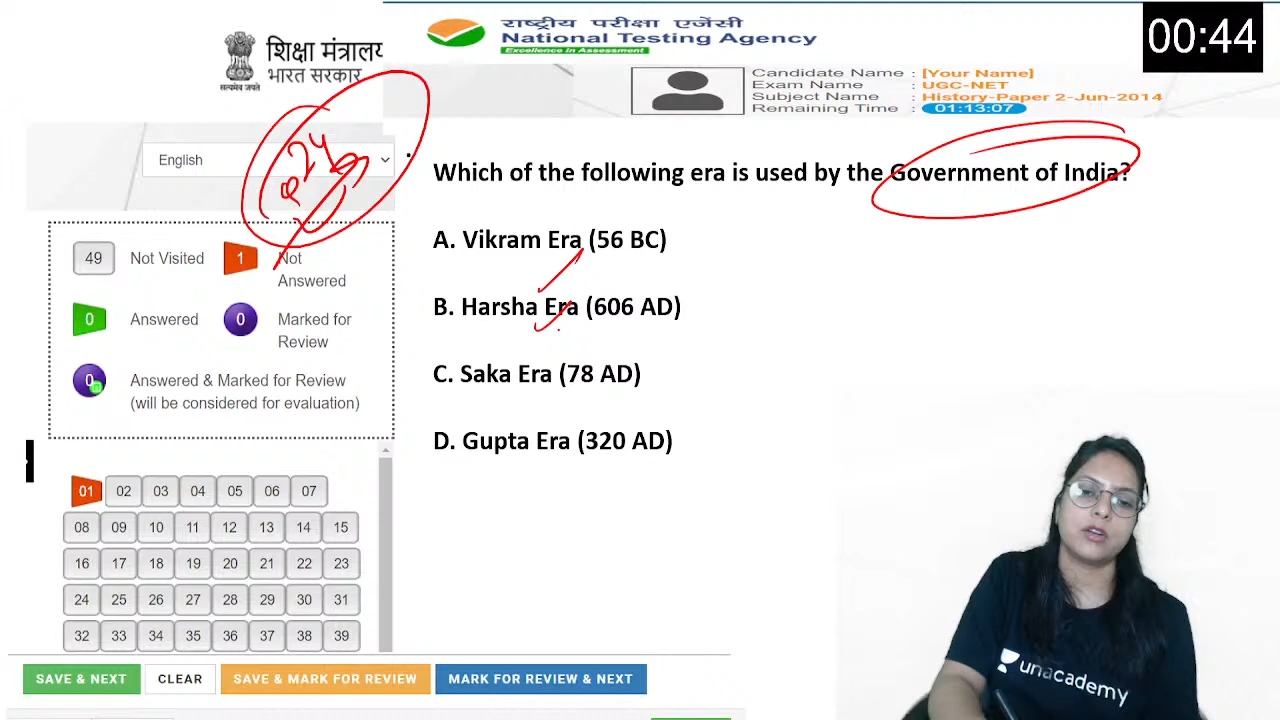 00:44
शिक्षा मंत्रालय
भारत सरकार
सत्यमेव जयते
राष्ट्रीय परीक्षा एजेंसी
National Testing Agency
Excellence in Assessment
Candidate Name : [Your Name]
Exam Name : UGC-NET
Subject Name : History-Paper 2-Jun-2014
Remaining Time : 01:13:07
English
Which of the following era is used by the Government of India?
A. Vikram Era (56 BC)
B. Harsha Era (606 AD)
C. Saka Era (78 AD)
D. Gupta Era (320 AD)
49 Not Visited
1 Not Answered
0 Answered
0 Marked for Review
0 Answered & Marked for Review (will be considered for evaluation)
01 02 03 04 05 06 07
08 09 10 11 12 13 14 15
16 17 18 19 20 21 22 23
24 25 26 27 28 29 30 31
32 33 34 35 36 37 38 39
SAVE & NEXT CLEAR SAVE & MARK FOR REVIEW MARK FOR REVIEW & NEXT
unacademy